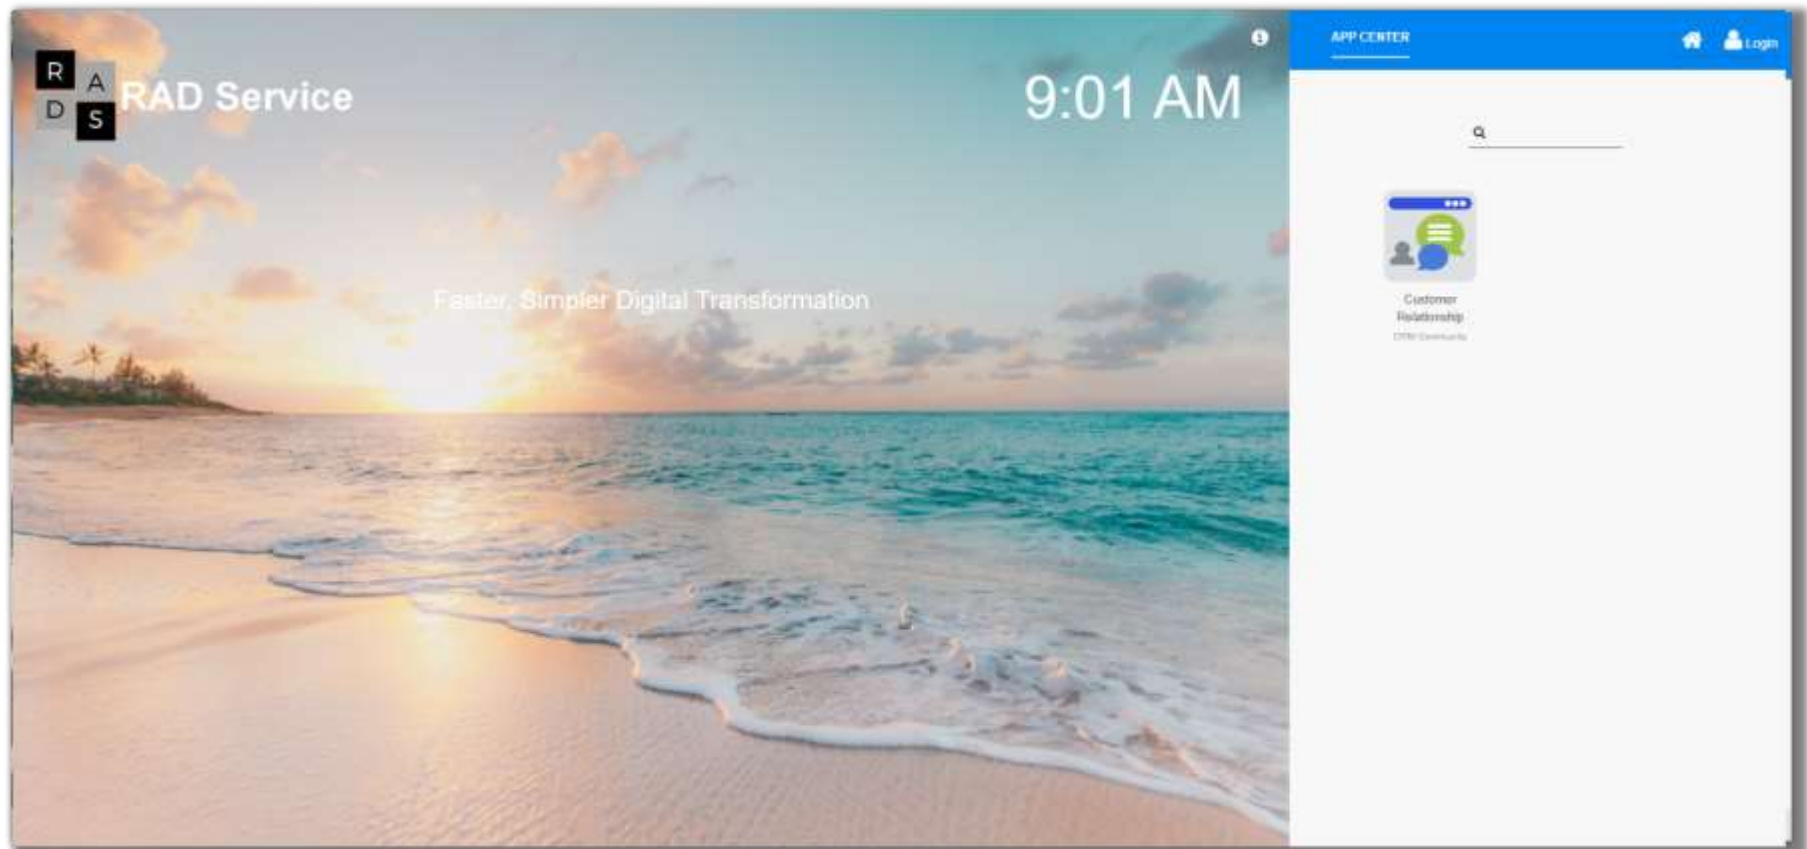 R
A
D
S
RAD Service
9:01 AM
Faster, Simpler Digital Transformation
APP CENTER
Login
Customer
Relationship